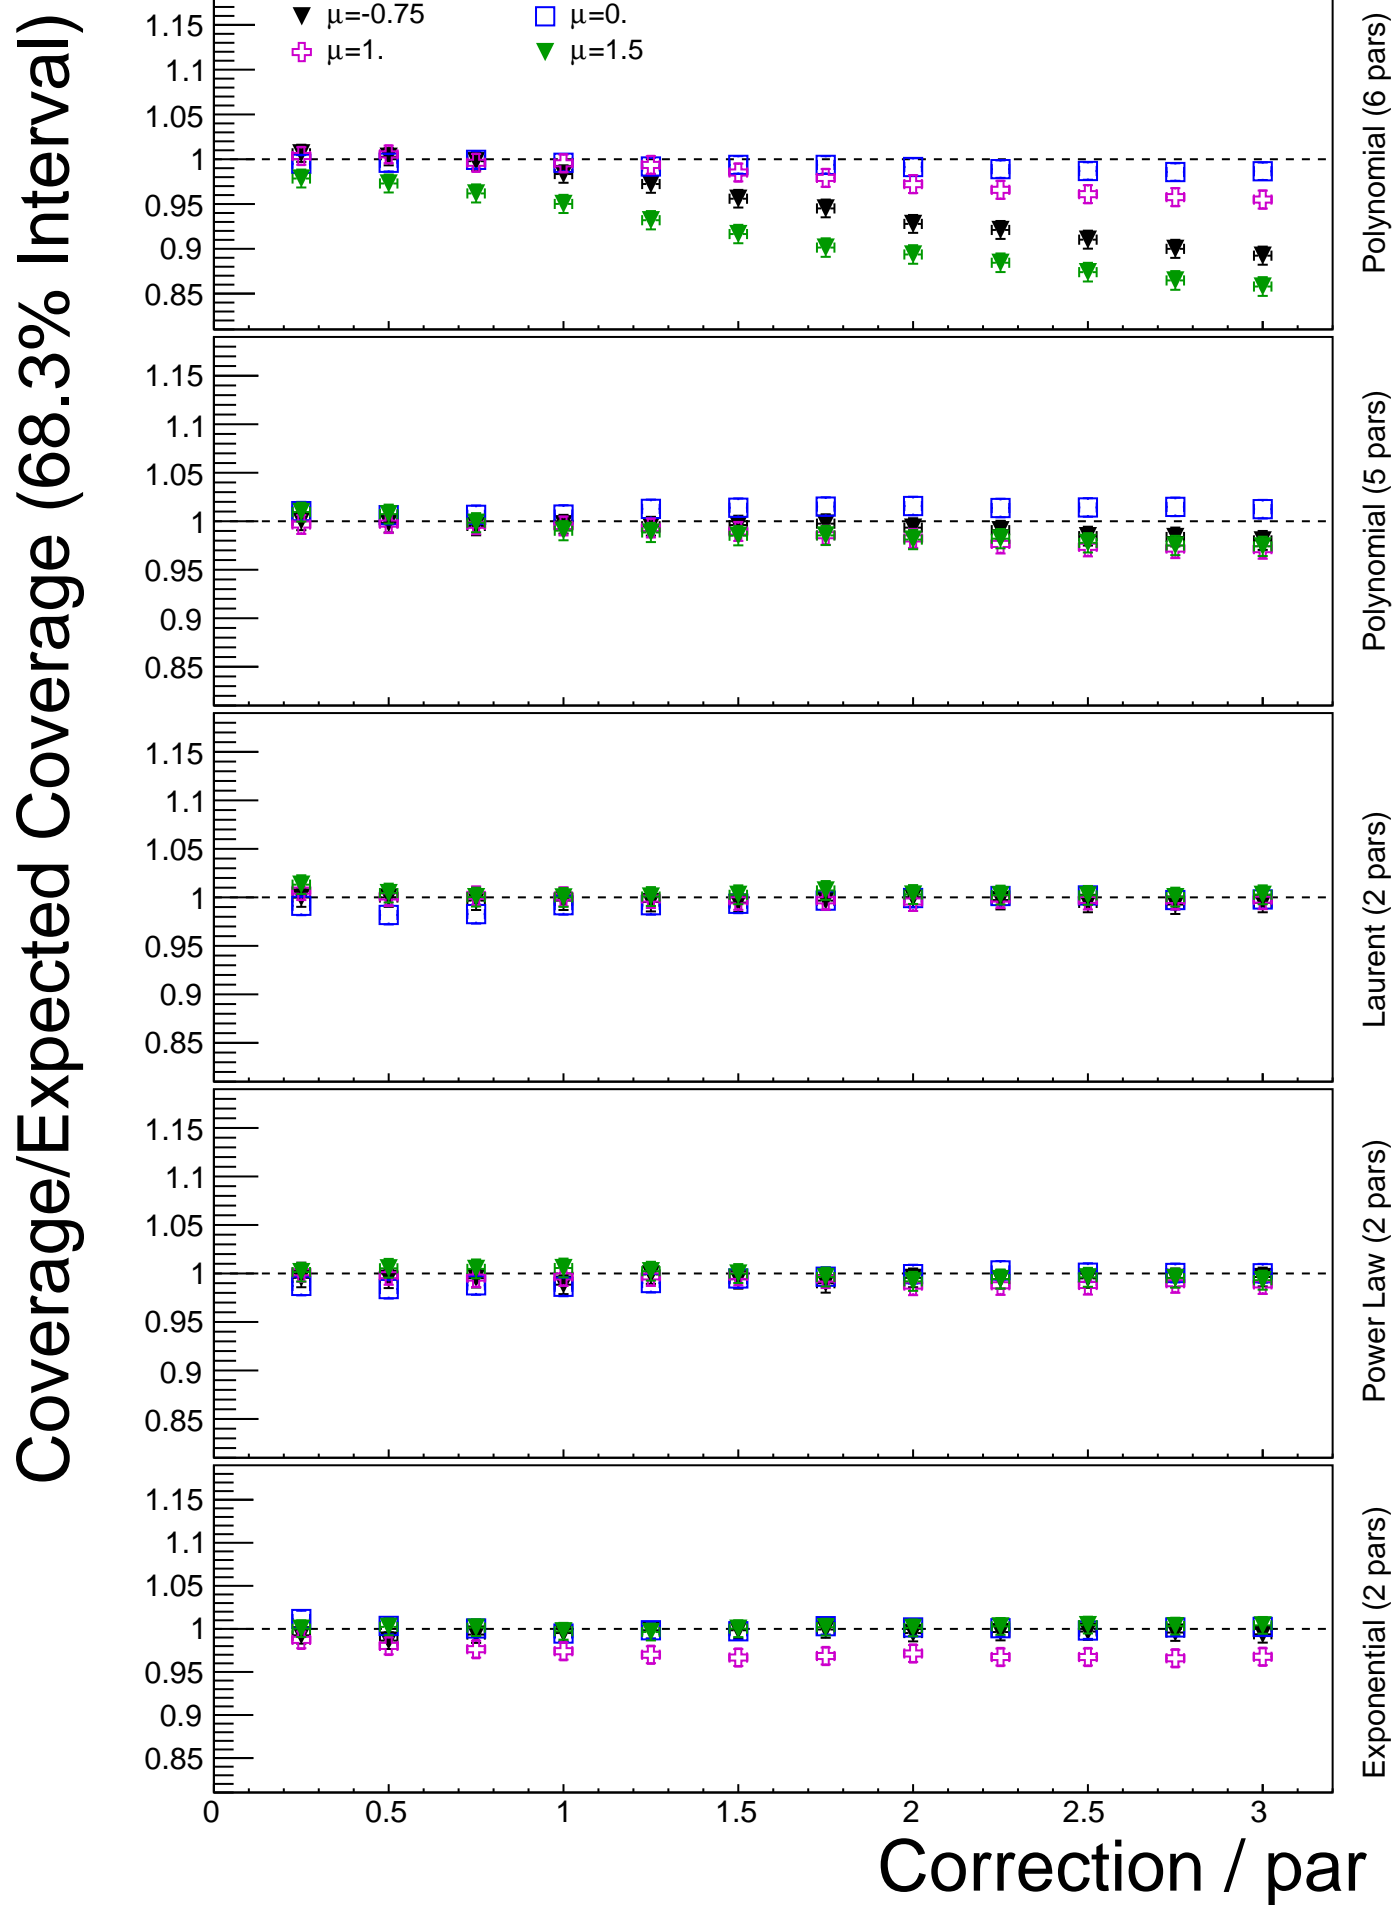 Coverage/Expected Coverage (68.3% Interval)
μ=-0.75
μ=0.
μ=1.
μ=1.5
1.15
1.1
1.05
1
0.95
0.9
0.85
Polynomial (6 pars)
1.15
1.1
1.05
1
0.95
0.9
0.85
Polynomial (5 pars)
1.15
1.1
1.05
1
0.95
0.9
0.85
Laurent (2 pars)
1.15
1.1
1.05
1
0.95
0.9
0.85
Power Law (2 pars)
1.15
1.1
1.05
1
0.95
0.9
0.85
Exponential (2 pars)
0 0.5 1 1.5 2 2.5 3
Correction / par